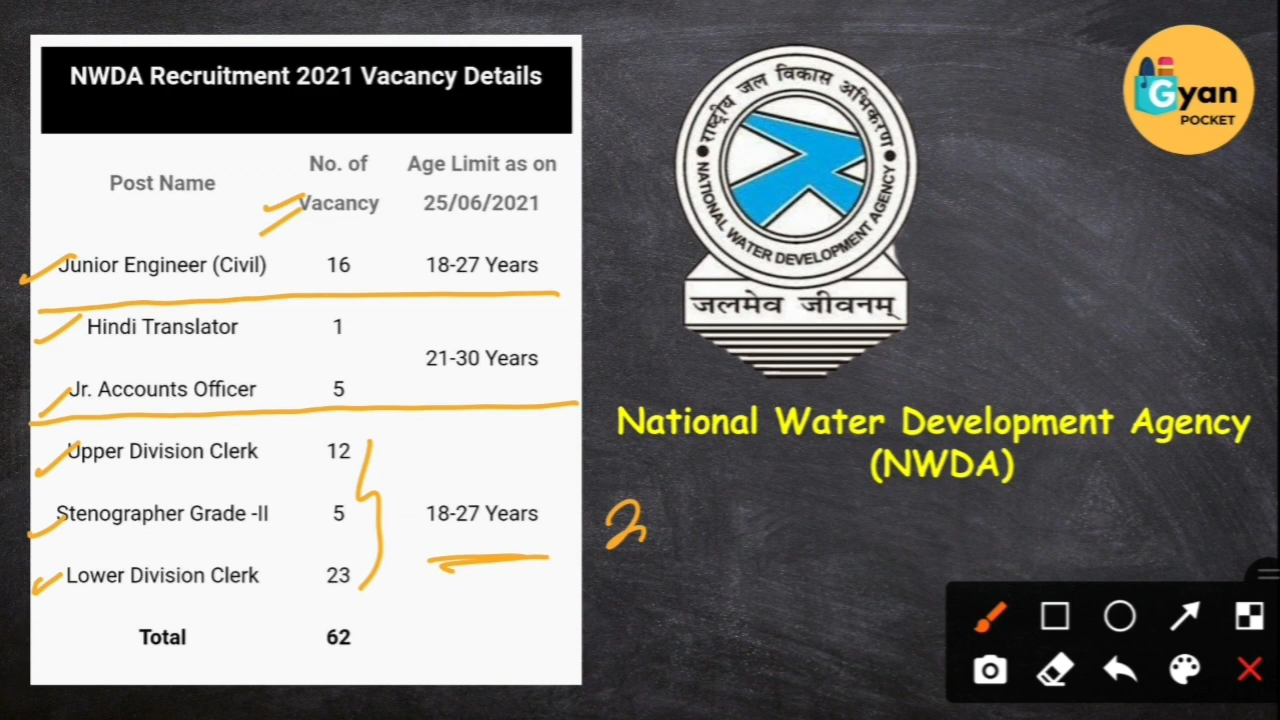 NWDA Recruitment 2021 Vacancy Details
Post Name No. of Vacancy Age Limit as on 25/06/2021
Junior Engineer (Civil) 16 18-27 Years
Hindi Translator 1
21-30 Years
Jr. Accounts Officer 5
Upper Division Clerk 12
Stenographer Grade -II 5 18-27 Years
Lower Division Clerk 23
Total 62
राष्ट्रीय जल विकास अभिकरण
NATIONAL WATER DEVELOPMENT AGENCY
जलमेव जीवनम्
Gyan
POCKET
National Water Development Agency
(NWDA)
2